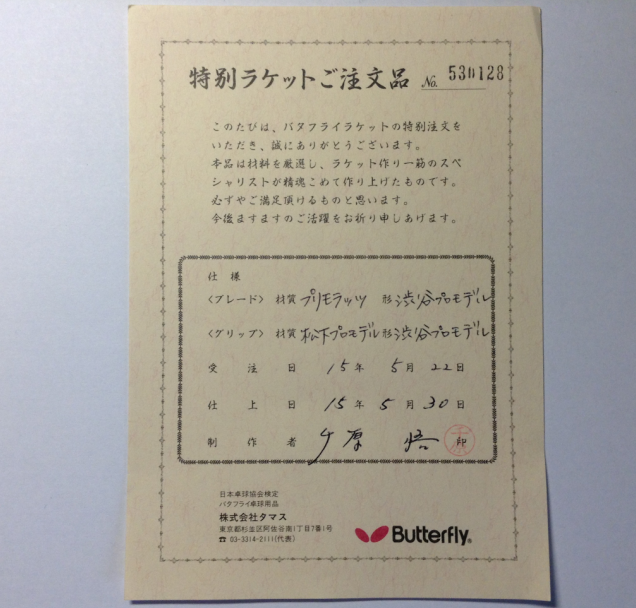 特別ラケットご注文品 No. 530128
このたびは、バタフライラケットの特別注文を
いただき、誠にありがとうございます。
本品は材料を厳選し、ラケット作り一筋のスペ
シャリストが精魂こめて作り上げたものです。
必ずやご満足頂けるものと思います。
今後ますますのご活躍をお祈り申しあげます。
仕様
〈ブレード〉 材質 プリモラッツ 形 渋谷プロモデル
〈グリップ〉 材質 松下プロモデル 形 渋谷プロモデル
受注日 15年 5月 22日
仕上日 15年 5月 30日
制作者 原 悟 印
日本卓球協会検定
バタフライ卓球用品
株式会社タマス
東京都杉並区阿佐谷南1丁目7番1号
☎ 03-3314-2111(代表)
Butterfly®